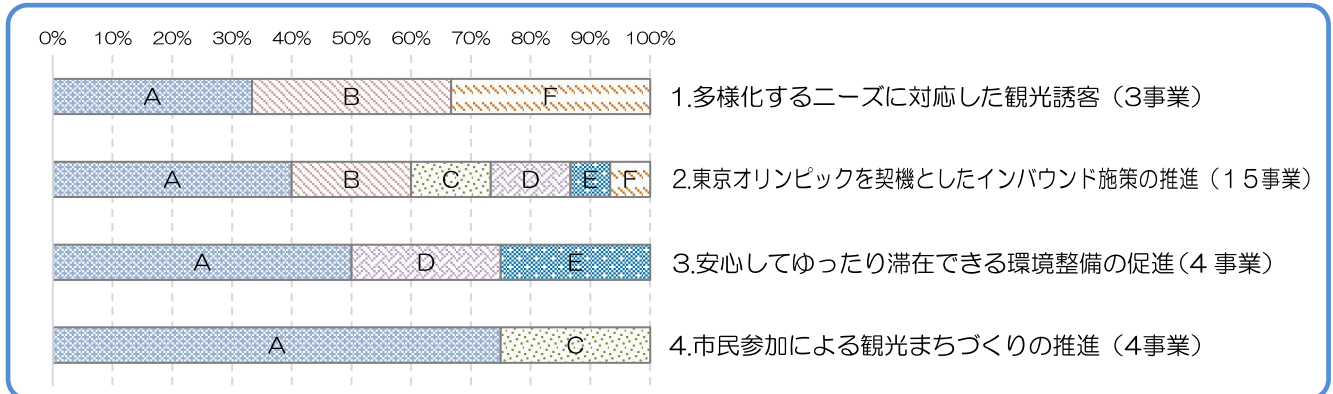 0% 10% 20% 30% 40% 50% 60% 70% 80% 90% 100%
A B F 1.多様化するニーズに対応した観光誘客（3事業）
A B C D E F 2.東京オリンピックを契機としたインバウンド施策の推進（15事業）
A D E 3.安心してゆったり滞在できる環境整備の促進(4 事業)
A C 4.市民参加による観光まちづくりの推進（4事業）